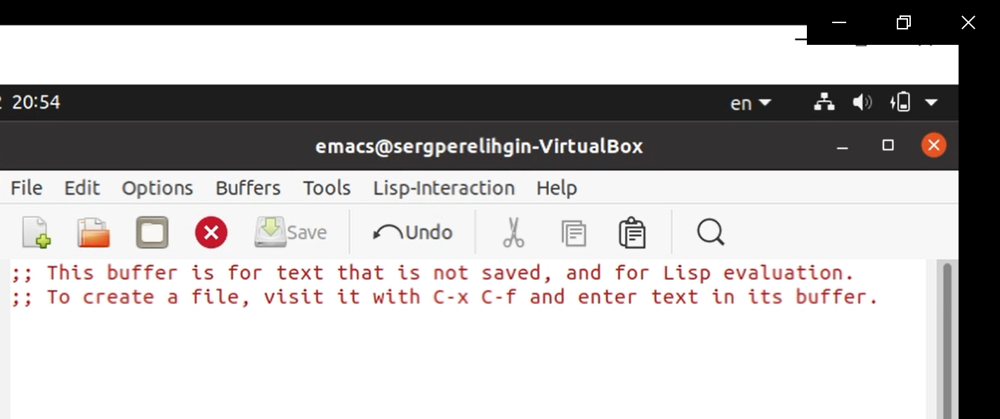 20:54
en
emacs@sergperelihgin-VirtualBox
File Edit Options Buffers Tools Lisp-Interaction Help
Save Undo
;; This buffer is for text that is not saved, and for Lisp evaluation.
;; To create a file, visit it with C-x C-f and enter text in its buffer.